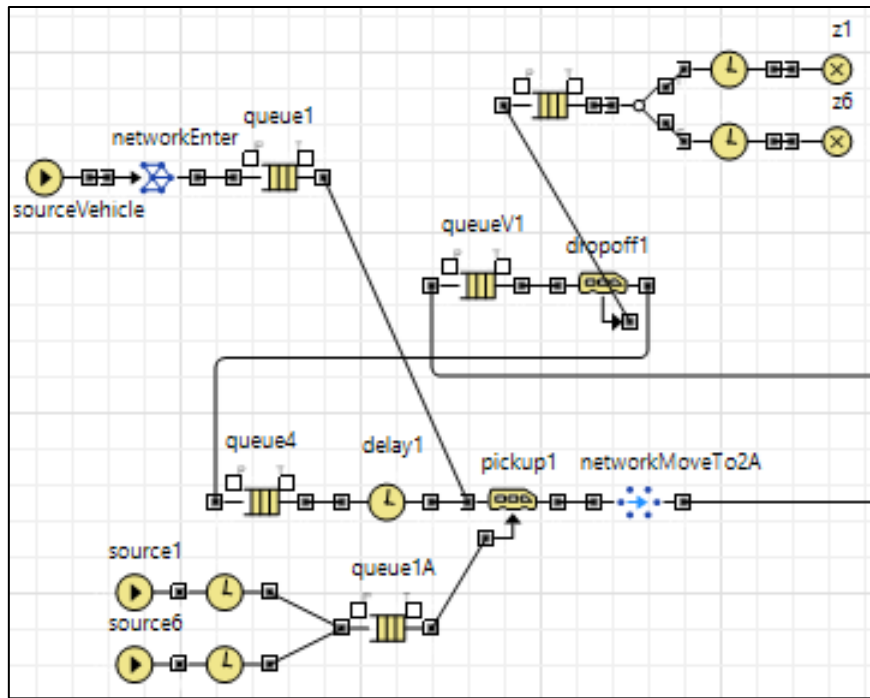 z1
z6
queue1
networkEnter
sourceVehicle
queueV1
dropoff1
queue4
delay1
pickup1
networkMoveTo2A
source1
queue1A
source6